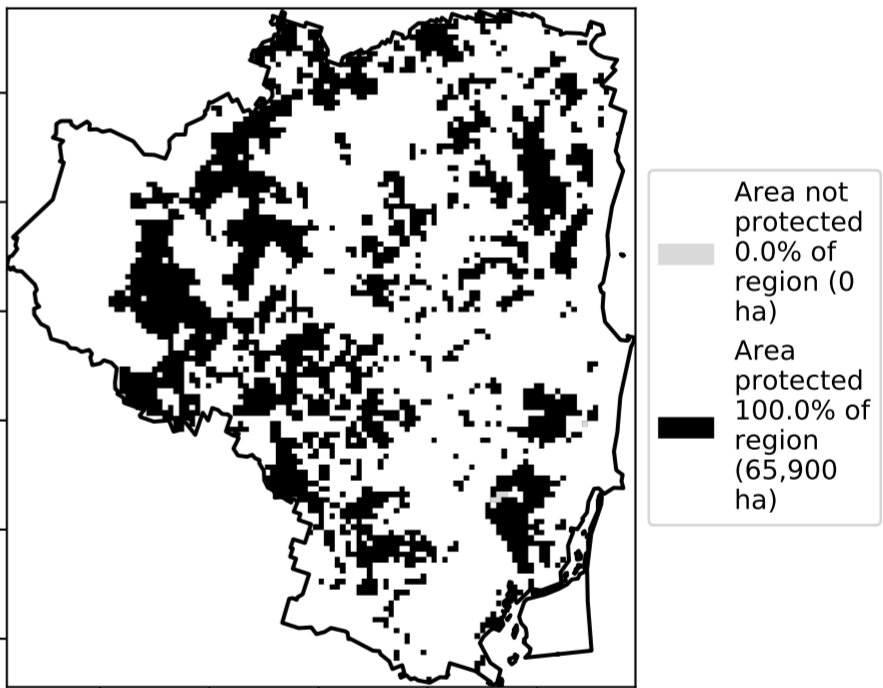 Area not
protected
0.0% of
region (0
ha)
Area
protected
100.0% of
region
(65,900
ha)